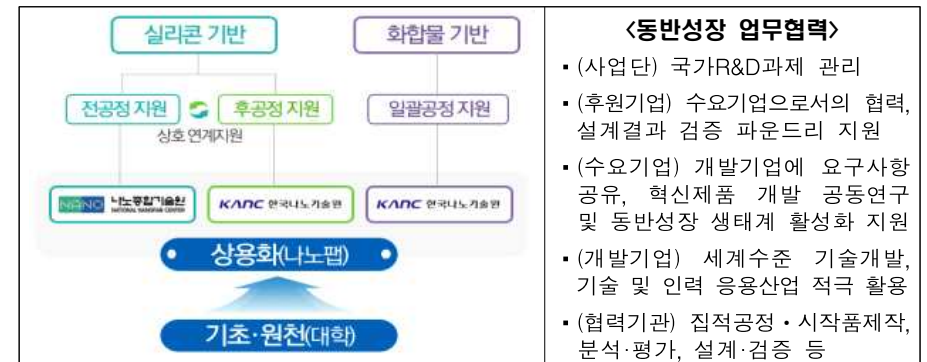 실리콘 기반
화합물 기반
전공정 지원
후공정 지원
일괄공정 지원
상호 연계지원
NANO 나노종합기술원
NATIONAL NANOFAB CENTER
KANC 한국나노기술원
KANC 한국나노기술원
상용화(나노팹)
기초·원천(대학)
<동반성장 업무협력>
▪ (사업단) 국가R&D과제 관리
▪ (후원기업) 수요기업으로서의 협력,
설계결과 검증 파운드리 지원
▪ (수요기업) 개발기업에 요구사항
공유, 혁신제품 개발 공동연구
및 동반성장 생태계 활성화 지원
▪ (개발기업) 세계수준 기술개발,
기술 및 인력 응용산업 적극 활용
▪ (협력기관) 집적공정・시작품제작,
분석·평가, 설계·검증 등